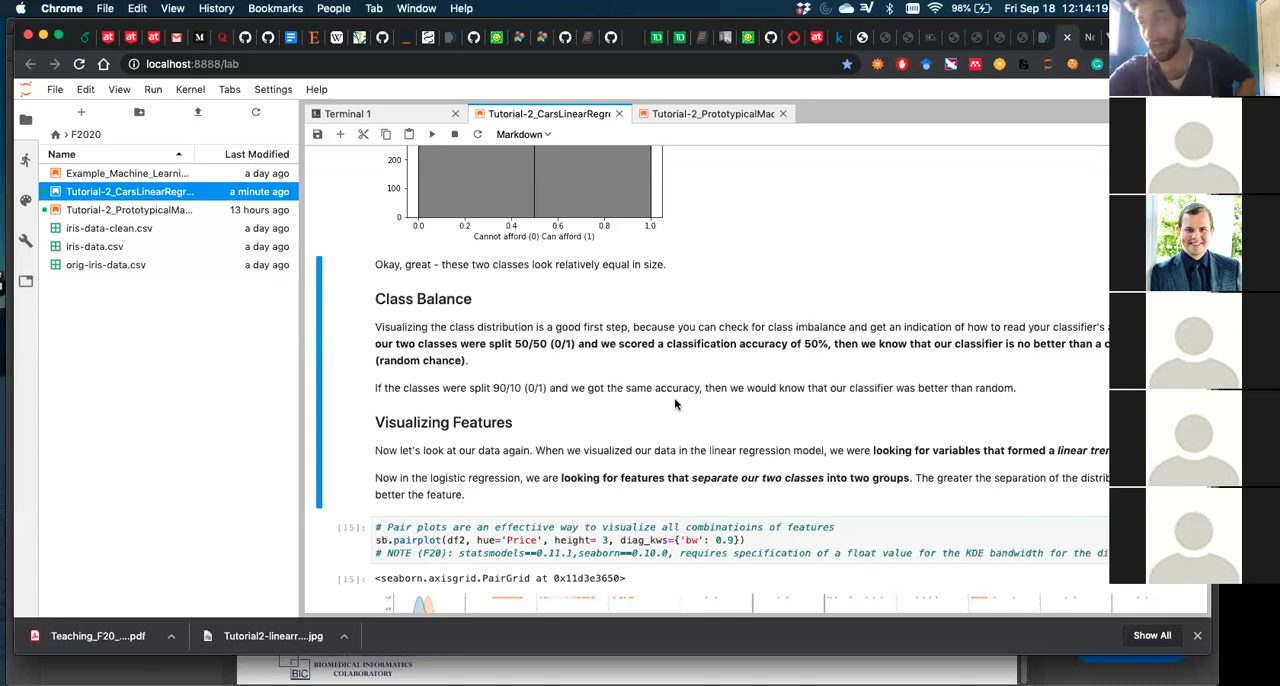 Chrome File Edit View History Bookmarks People Tab Window Help 98% Fri Sep 18 12:14:19
localhost:8888/lab
File Edit View Run Kernel Tabs Settings Help
Terminal 1 Tutorial-2_CarsLinearRegre Tutorial-2_PrototypicalMac
F2020
Markdown
Name Last Modified
Example_Machine_Learni... a day ago
Tutorial-2_CarsLinearRegr... a minute ago
Tutorial-2_PrototypicalMa... 13 hours ago
iris-data-clean.csv a day ago
iris-data.csv a day ago
orig-iris-data.csv a day ago
200
100
0
0.0 0.2 0.4 0.6 0.8 1.0
Cannot afford (0) Can afford (1)
Okay, great - these two classes look relatively equal in size.
Class Balance
Visualizing the class distribution is a good first step, because you can check for class imbalance and get an indication of how to read your classifier's
our two classes were split 50/50 (0/1) and we scored a classification accuracy of 50%, then we know that our classifier is no better than a
(random chance).
If the classes were split 90/10 (0/1) and we got the same accuracy, then we would know that our classifier was better than random.
Visualizing Features
Now let's look at our data again. When we visualized our data in the linear regression model, we were looking for variables that formed a linear
Now in the logistic regression, we are looking for features that separate our two classes into two groups. The greater the separation of the
better the feature.
[15]: # Pair plots are an effectiive way to visualize all combinatioins of features
sb.pairplot(df2, hue='Price', height= 3, diag_kws={'bw': 0.9})
# NOTE (F20): statsmodels==0.11.1,seaborn==0.10.0, requires specification of a float value for the KDE bandwidth for the
[15]: <seaborn.axisgrid.PairGrid at 0x11d3e3650>
Teaching_F20_....pdf Tutorial2-linearr....jpg Show All
BIC BIOMEDICAL INFORMATICS
COLABORATORY